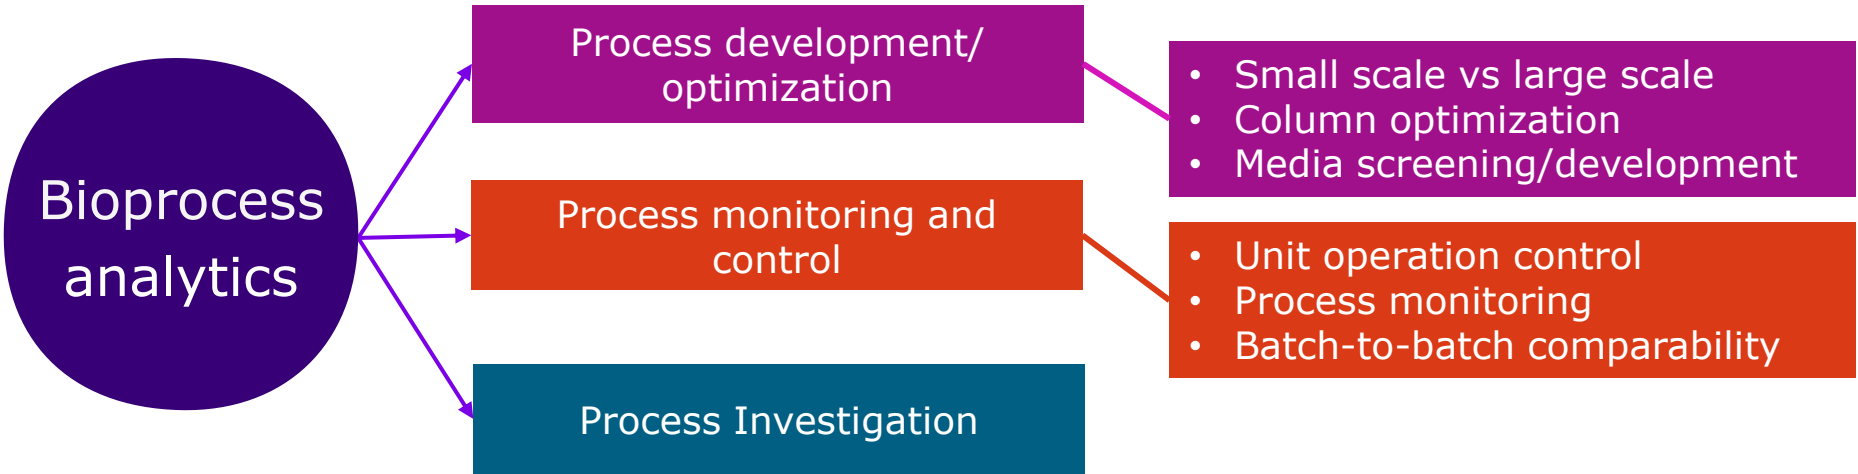 Bioprocess
analytics
Process development/
optimization
• Small scale vs large scale
• Column optimization
• Media screening/development
Process monitoring and
control
• Unit operation control
• Process monitoring
• Batch-to-batch comparability
Process Investigation